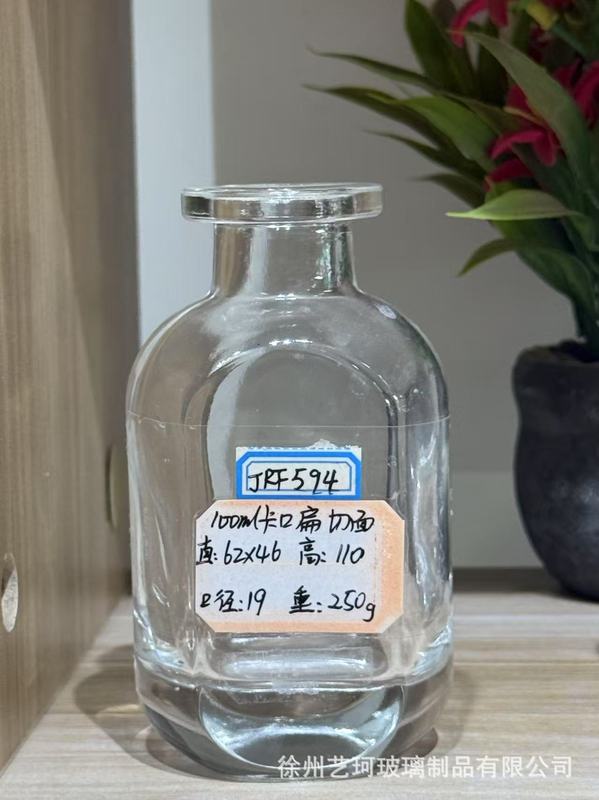 JRF594
100ml卡口扁切面
直:62x46 高:110
口径:19 重:250g
徐州艺珂玻璃制品有限公司